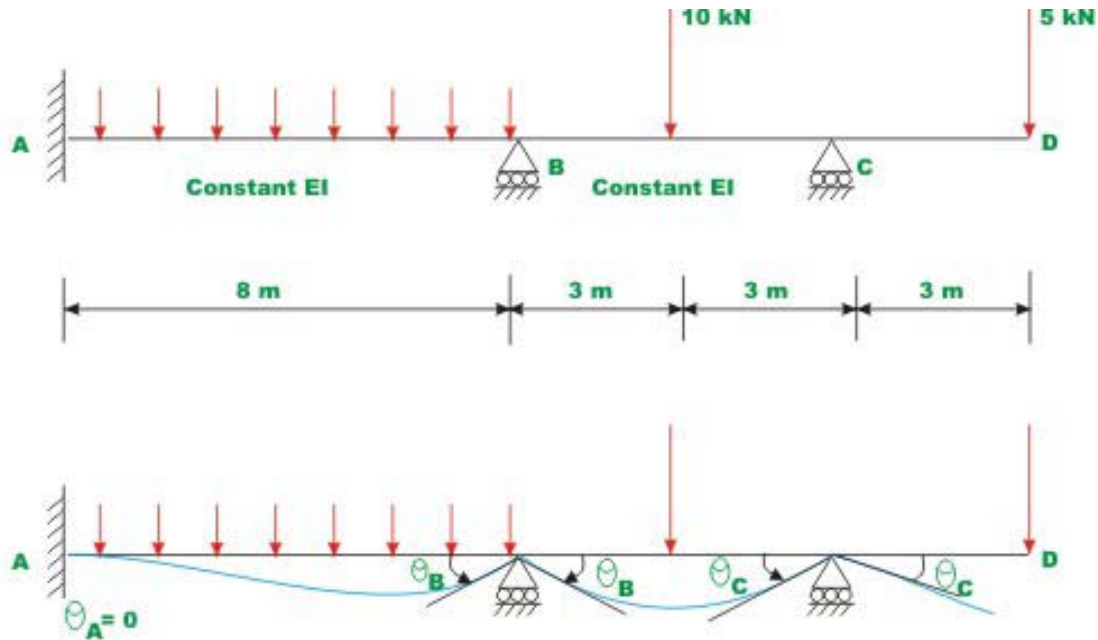 10 kN
5 kN
A
B
C
D
Constant EI
Constant EI
8 m
3 m
3 m
3 m
A
θB
θB
θC
θC
D
θA= 0